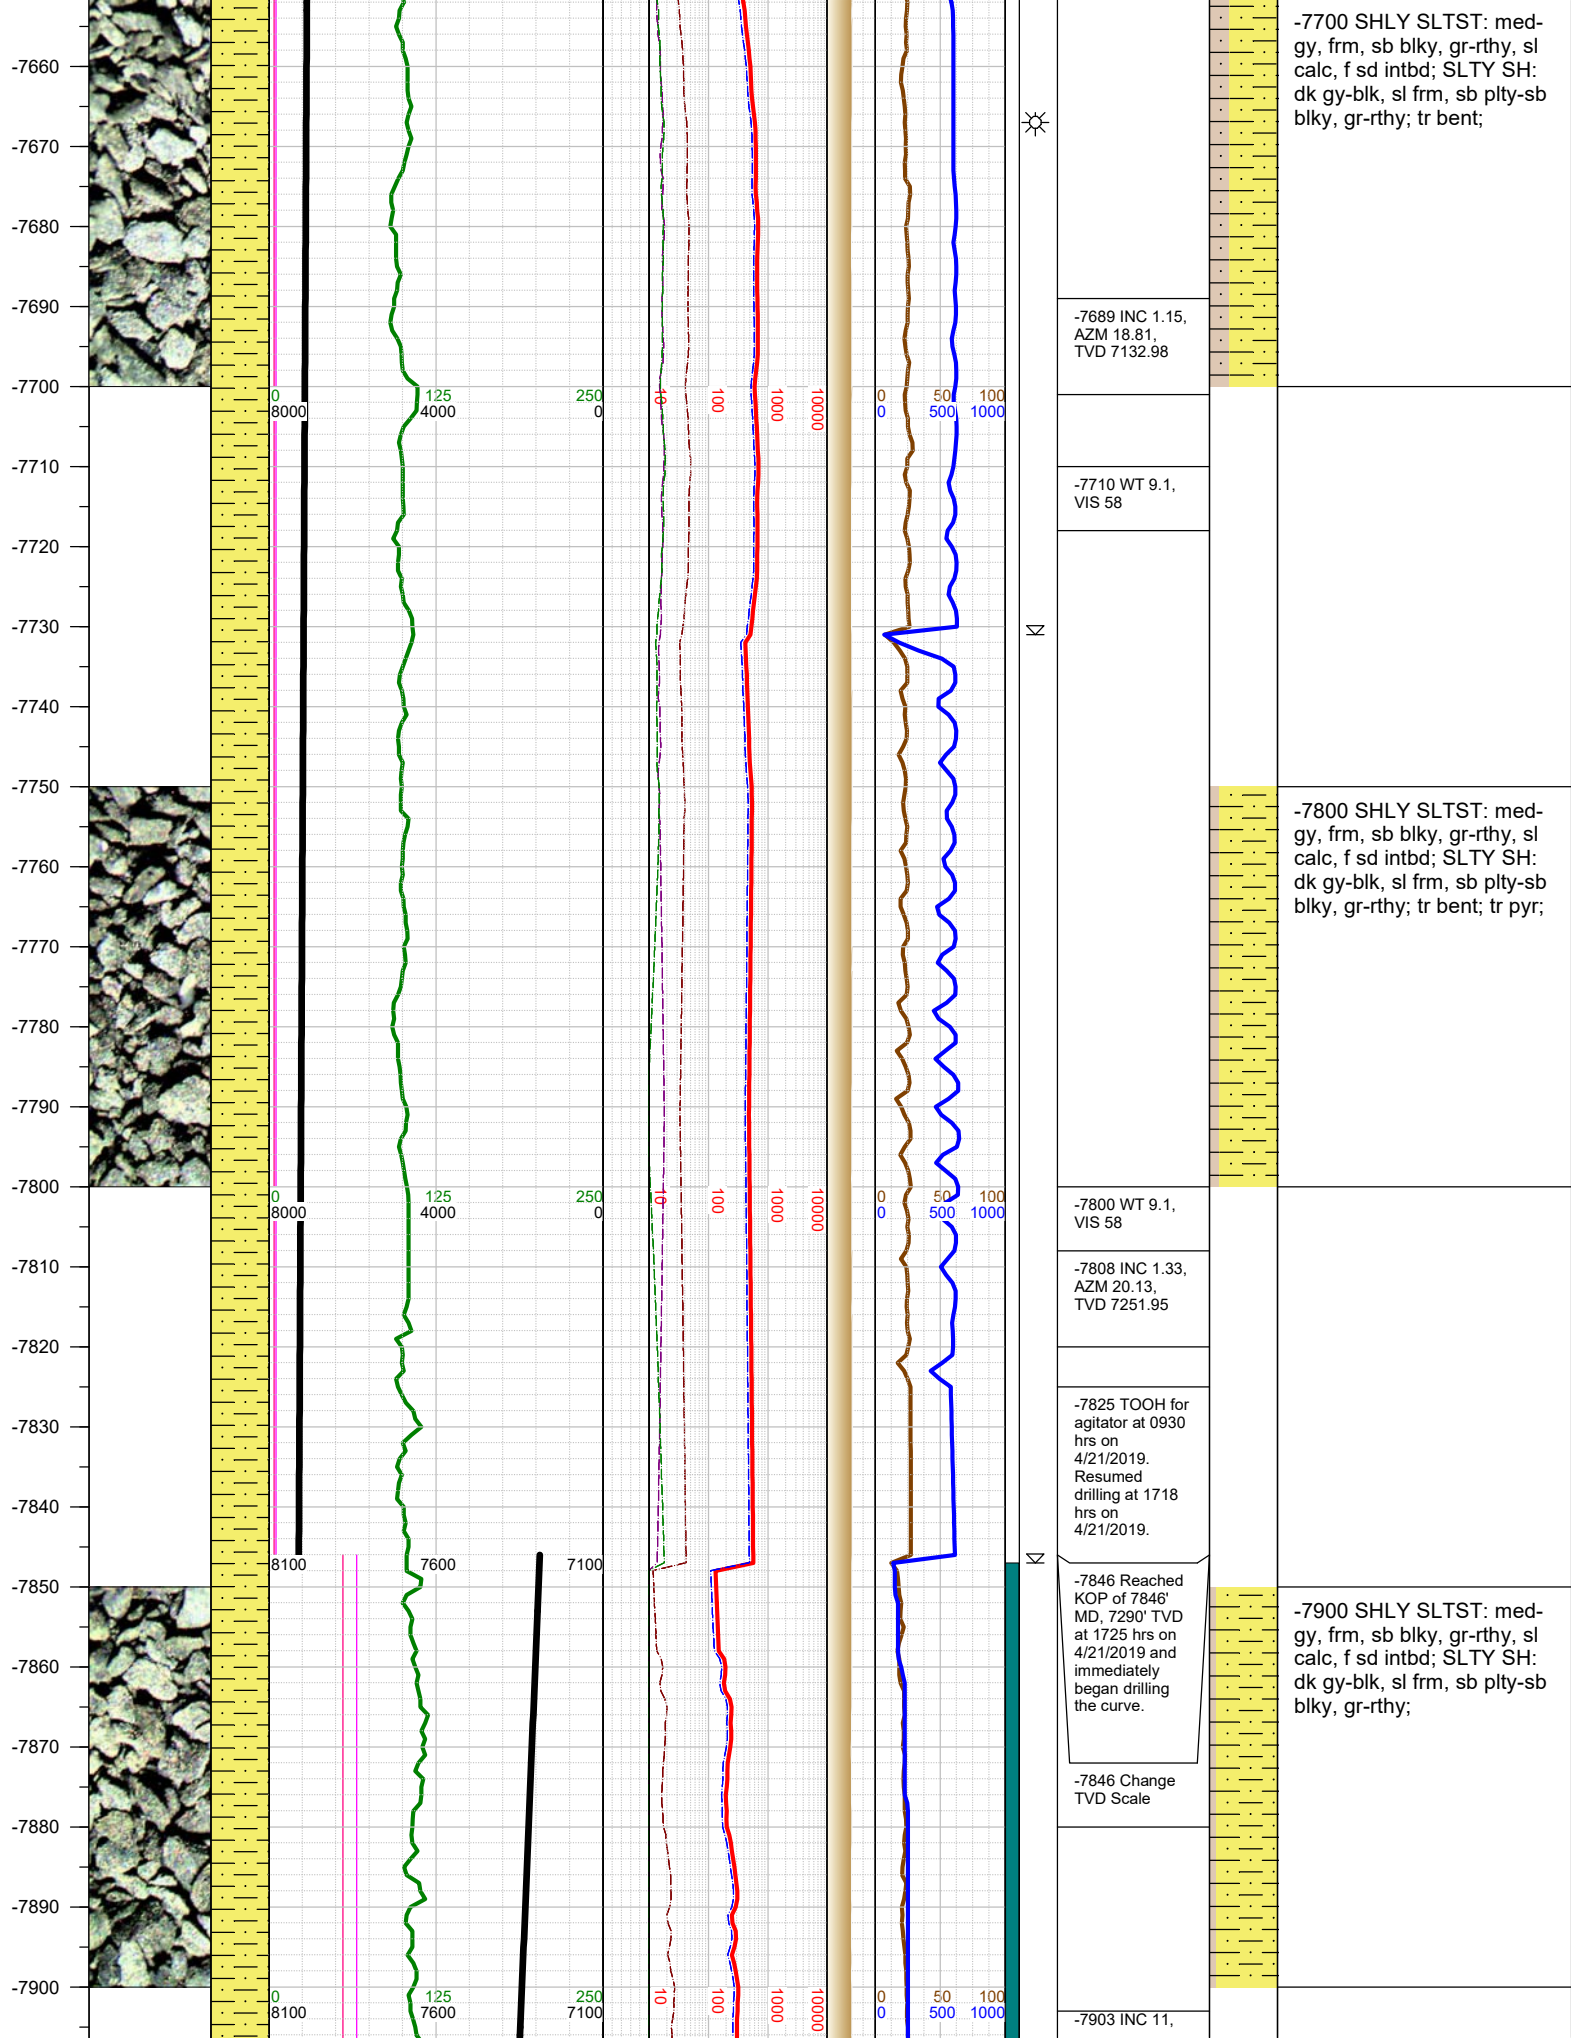 -7700 SHLY SLTST: med-
gy, frm, sb blky, gr-rthy, sl
calc, f sd intbd; SLTY SH:
dk gy-blk, sl frm, sb plty-sb
blky, gr-rthy; tr bent;
-7660
-7670
-7680
-7690
-7689 INC 1.15,
AZM 18.81,
TVD 7132.98
-7700
0 125 250
8000 4000 0
10 100 1000 10000
0 50 100
0 500 1000
-7710
-7710 WT 9.1,
VIS 58
-7720
-7730
-7740
-7750
-7800 SHLY SLTST: med-
gy, frm, sb blky, gr-rthy, sl
calc, f sd intbd; SLTY SH:
dk gy-blk, sl frm, sb plty-sb
blky, gr-rthy; tr bent; tr pyr;
-7760
-7770
-7780
-7790
-7800
0 125 250
8000 4000 0
10 100 1000 10000
0 50 100
0 500 1000
-7800 WT 9.1,
VIS 58
-7810
-7808 INC 1.33,
AZM 20.13,
TVD 7251.95
-7820
-7830
-7840
-7825 TOOH for
agitator at 0930
hrs on
4/21/2019.
Resumed
drilling at 1718
hrs on
4/21/2019.
8100 7600 7100
-7850
-7846 Reached
KOP of 7846'
MD, 7290' TVD
at 1725 hrs on
4/21/2019 and
immediately
began drilling
the curve.
-7900 SHLY SLTST: med-
gy, frm, sb blky, gr-rthy, sl
calc, f sd intbd; SLTY SH:
dk gy-blk, sl frm, sb plty-sb
blky, gr-rthy;
-7860
-7870
-7846 Change
TVD Scale
-7880
-7890
-7900
0 125 250
8100 7600 7100
10 100 1000 10000
0 50 100
0 500 1000
-7903 INC 11,